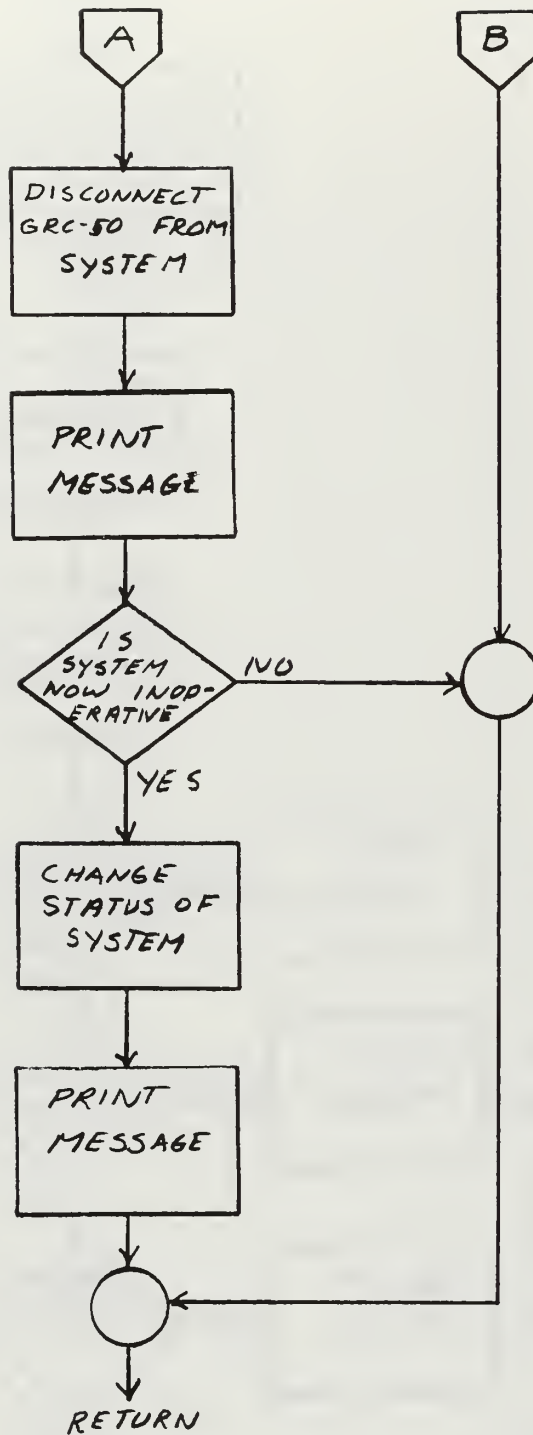 A
B
DISCONNECT
GRC-50 FROM
SYSTEM
PRINT
MESSAGE
IS
SYSTEM
NOW INOP-
ERATIVE
NO
YES
CHANGE
STATUS OF
SYSTEM
PRINT
MESSAGE
RETURN